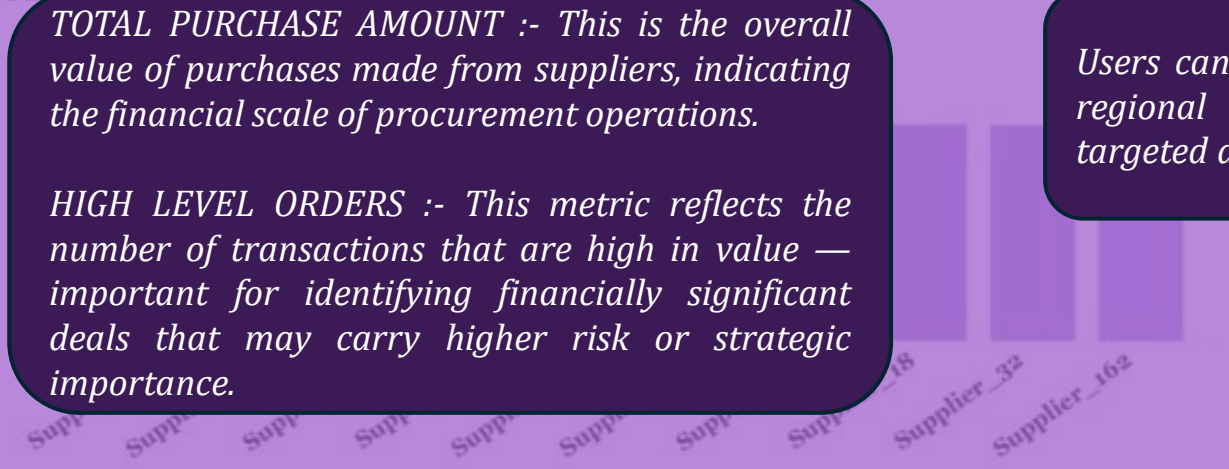 TOTAL PURCHASE AMOUNT :- This is the overall
value of purchases made from suppliers, indicating
the financial scale of procurement operations.
HIGH LEVEL ORDERS :- This metric reflects the
number of transactions that are high in value —
important for identifying financially significant
deals that may carry higher risk or strategic
importance.
Users can
regional
targeted
Supplier_32
Supplier_162